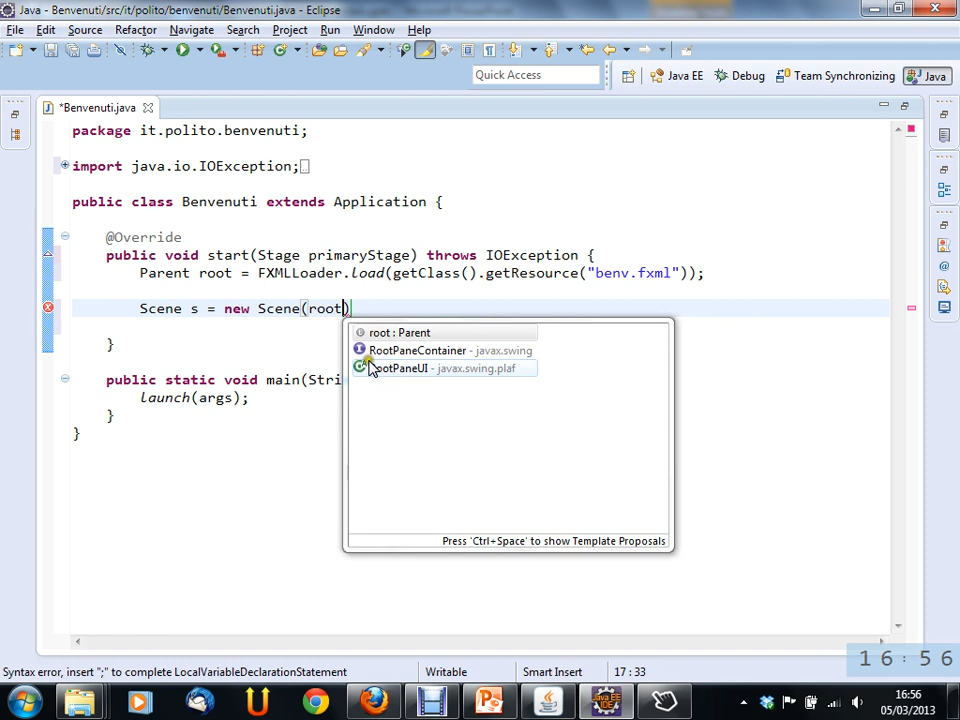 Java - Benvenuti/src/it/polito/benvenuti/Benvenuti.java - Eclipse
File Edit Source Refactor Navigate Search Project Run Window Help
Quick Access Java EE Debug Team Synchronizing Java
*Benvenuti.java
package it.polito.benvenuti;
import java.io.IOException;
public class Benvenuti extends Application {
@Override
public void start(Stage primaryStage) throws IOException {
Parent root = FXMLLoader.load(getClass().getResource("benv.fxml"));
Scene s = new Scene(root)
root : Parent
RootPaneContainer - javax.swing
ootPaneUI - javax.swing.plaf
}
public static void main(Stri
launch(args);
}
}
Press 'Ctrl+Space' to show Template Proposals
Syntax error, insert ";" to complete LocalVariableDeclarationStatement Writable Smart Insert 17 : 33
16:56
16:56
05/03/2013